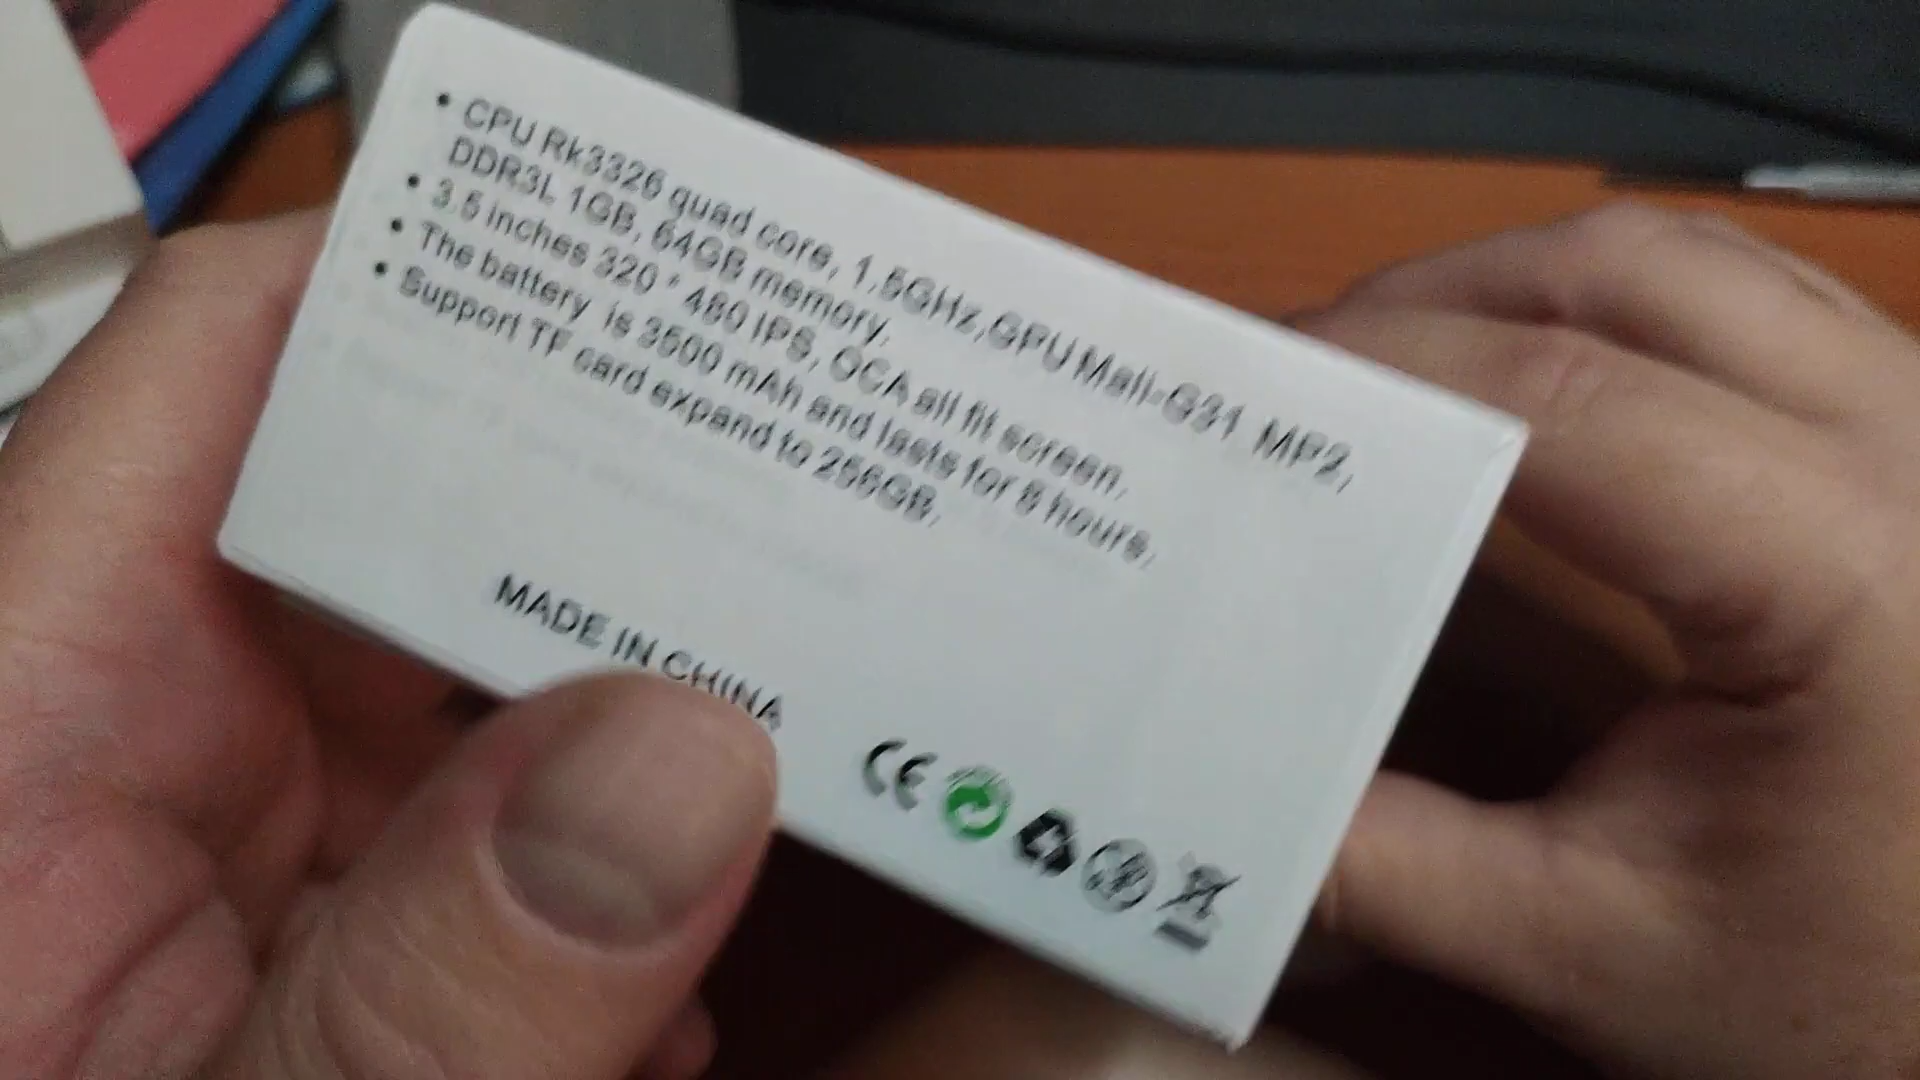 • CPU Rk3326 quad core, 1.5GHz,GPU Mali-G31 MP2,
DDR3L 1GB, 64GB memory,
• 3.5 inches 320 * 480 IPS, OCA all fit screen,
• The battery is 3500 mAh and lasts for 8 hours,
• Support TF card expand to 256GB,
MADE IN CHINA
CE